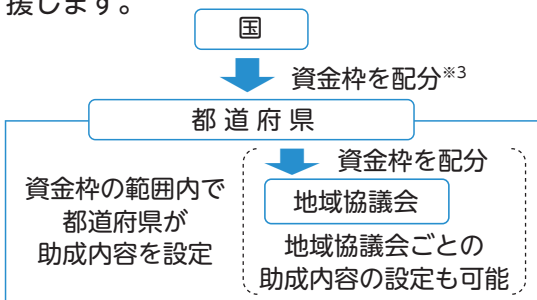 援します。
国
資金枠を配分※3
都道府県
資金枠を配分
地域協議会
地域協議会ごとの
助成内容の設定も可能
資金枠の範囲内で
都道府県が
助成内容を設定